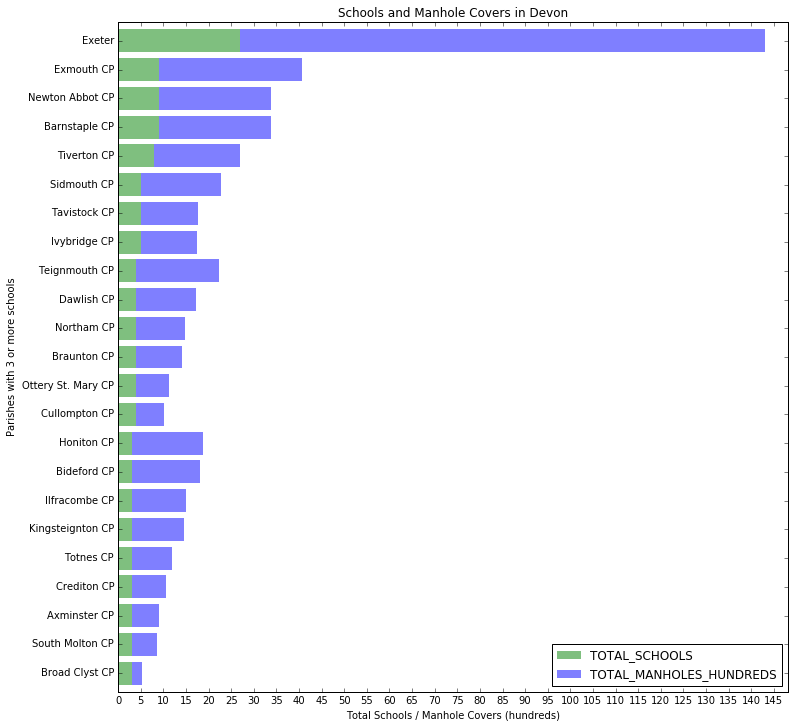 Schools and Manhole Covers in Devon
Parishes with 3 or more schools
Exeter
Exmouth CP
Newton Abbot CP
Barnstaple CP
Tiverton CP
Sidmouth CP
Tavistock CP
Ivybridge CP
Teignmouth CP
Dawlish CP
Northam CP
Braunton CP
Ottery St. Mary CP
Cullompton CP
Honiton CP
Bideford CP
Ilfracombe CP
Kingsteignton CP
Totnes CP
Crediton CP
Axminster CP
South Molton CP
Broad Clyst CP
TOTAL_SCHOOLS
TOTAL_MANHOLES_HUNDREDS
0 5 10 15 20 25 30 35 40 45 50 55 60 65 70 75 80 85 90 95 100 105 110 115 120 125 130 135 140 145
Total Schools / Manhole Covers (hundreds)